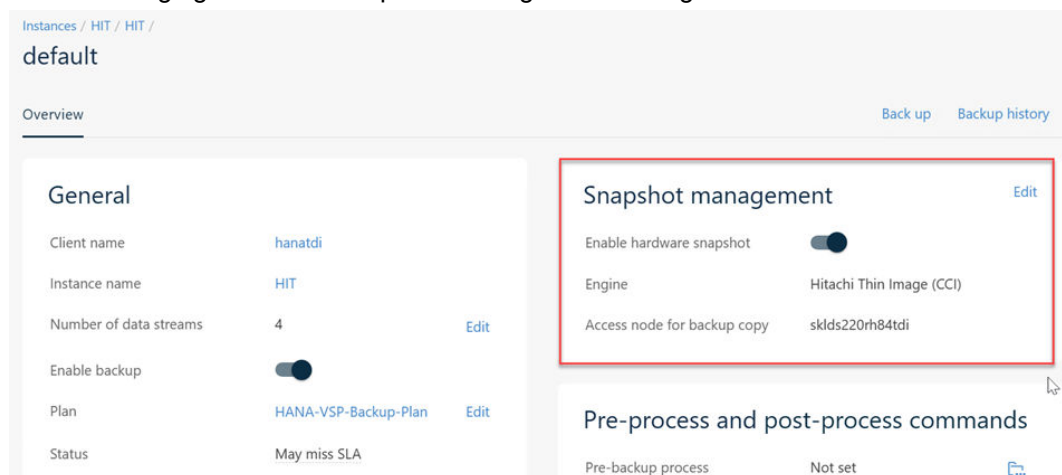 Instances / HIT / HIT /
default
Overview
Back up Backup history
General
Client name hanatdi
Instance name HIT
Number of data streams 4 Edit
Enable backup
Plan HANA-VSP-Backup-Plan Edit
Status May miss SLA
Snapshot management Edit
Enable hardware snapshot
Engine Hitachi Thin Image (CCI)
Access node for backup copy sklds220rh84tdi
Pre-process and post-process commands
Pre-backup process Not set